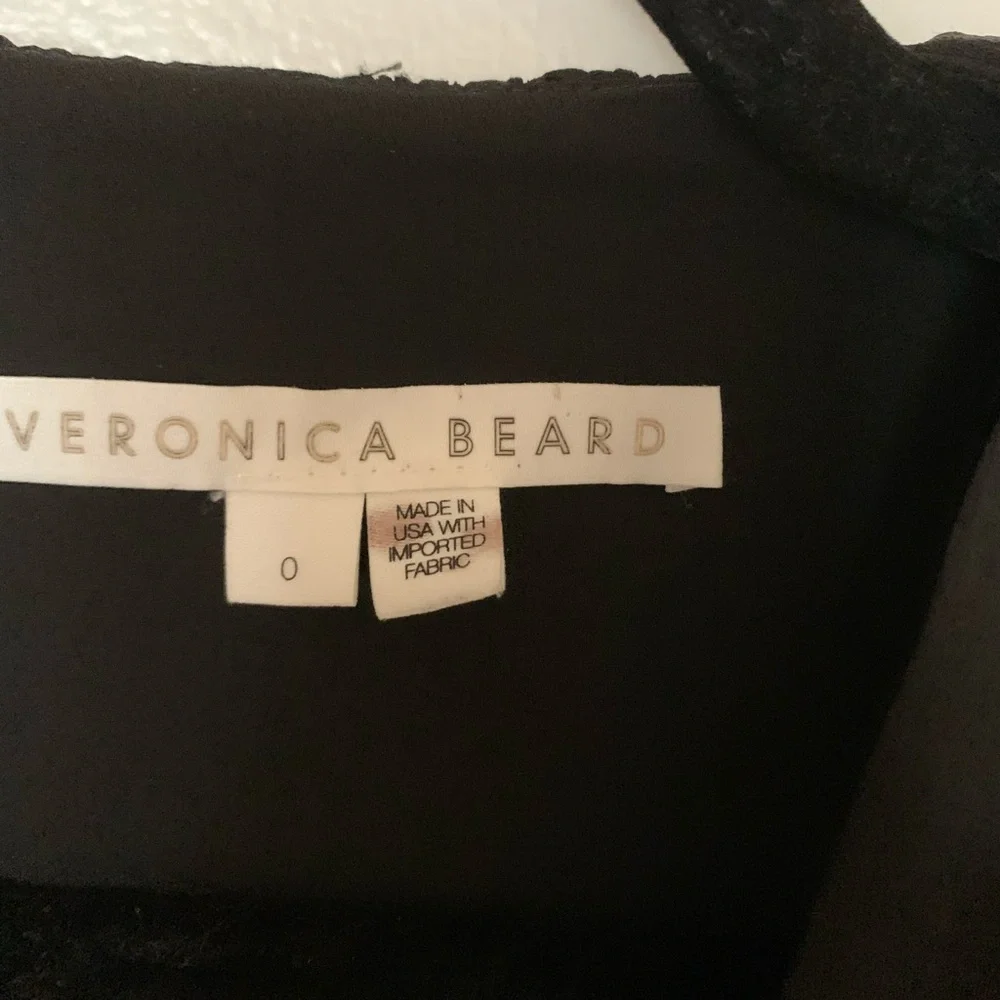 VERONICA BEARD
0
MADE IN
USA WITH
IMPORTED
FABRIC